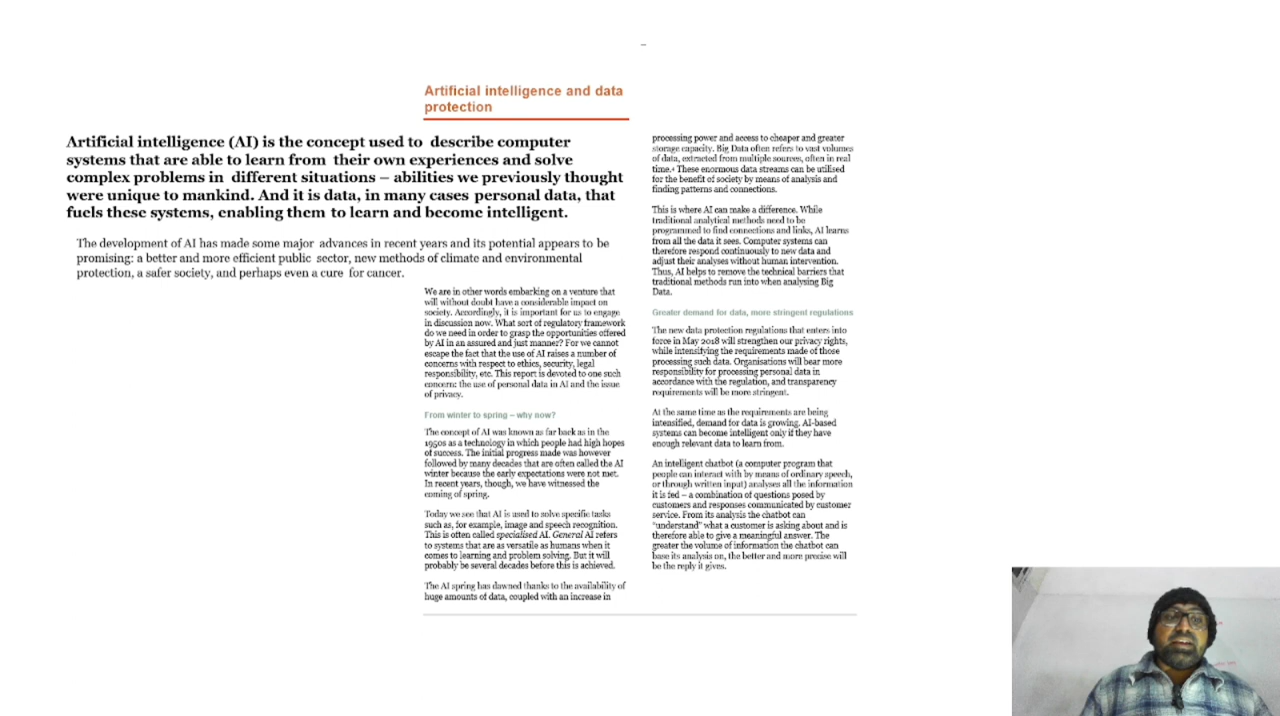 Artificial intelligence and data
protection
Artificial intelligence (AI) is the concept used to describe computer
systems that are able to learn from their own experiences and solve
complex problems in different situations – abilities we previously thought
were unique to mankind. And it is data, in many cases personal data, that
fuels these systems, enabling them to learn and become intelligent.
The development of AI has made some major advances in recent years and its potential appears to be
promising: a better and more efficient public sector, new methods of climate and environmental
protection, a safer society, and perhaps even a cure for cancer.
We are in other words embarking on a venture that
will without doubt have a considerable impact on
society. Accordingly, it is important for us to engage
in discussion now. What sort of regulatory framework
do we need in order to grasp the opportunities offered
by AI in an assured and just manner? For we cannot
escape the fact that the use of AI raises a number of
concerns with respect to ethics, security, legal
responsibility, etc. This report is devoted to one such
concern: the use of personal data in AI and the issue
of privacy.
From winter to spring – why now?
The concept of AI was known as far back as in the
1950s as a technology in which people had high hopes
of success. The initial progress made was however
followed by many decades that are often called the AI
winter because the early expectations were not met.
In recent years, though, we have witnessed the
coming of spring.
Today we see that AI is used to solve specific tasks
such as, for example, image and speech recognition.
This is often called specialised AI. General AI refers
to systems that are as versatile as humans when it
comes to learning and problem solving. But it will
probably be several decades before this is achieved.
The AI spring has dawned thanks to the availability of
huge amounts of data, coupled with an increase in
processing power and access to cheaper and greater
storage capacity. Big Data often refers to vast volumes
of data, extracted from multiple sources, often in real
time.⁴ These enormous data streams can be utilised
for the benefit of society by means of analysis and
finding patterns and connections.
This is where AI can make a difference. While
traditional analytical methods need to be
programmed to find connections and links, AI learns
from all the data it sees. Computer systems can
therefore respond continuously to new data and
adjust their analyses without human intervention.
Thus, AI helps to remove the technical barriers that
traditional methods run into when analysing Big
Data.
Greater demand for data, more stringent regulations
The new data protection regulations that enters into
force in May 2018 will strengthen our privacy rights,
while intensifying the requirements made of those
processing such data. Organisations will bear more
responsibility for processing personal data in
accordance with the regulation, and transparency
requirements will be more stringent.
At the same time as the requirements are being
intensified, demand for data is growing. AI-based
systems can become intelligent only if they have
enough relevant data to learn from.
An intelligent chatbot (a computer program that
people can interact with by means of ordinary speech,
or through written input) analyses all the information
it is fed – a combination of questions posed by
customers and responses communicated by customer
service. From its analysis the chatbot can
“understand” what a customer is asking about and is
therefore able to give a meaningful answer. The
greater the volume of information the chatbot can
base its analysis on, the better and more precise will
be the reply it gives.